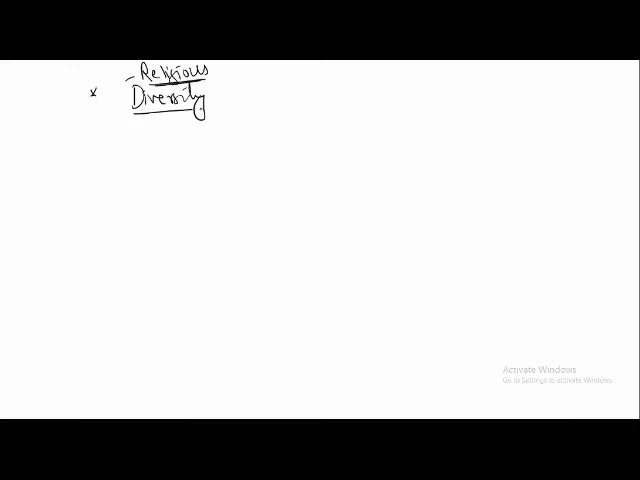 - Religious
* Diversity
Activate Windows
Go to Settings to activate Windows.